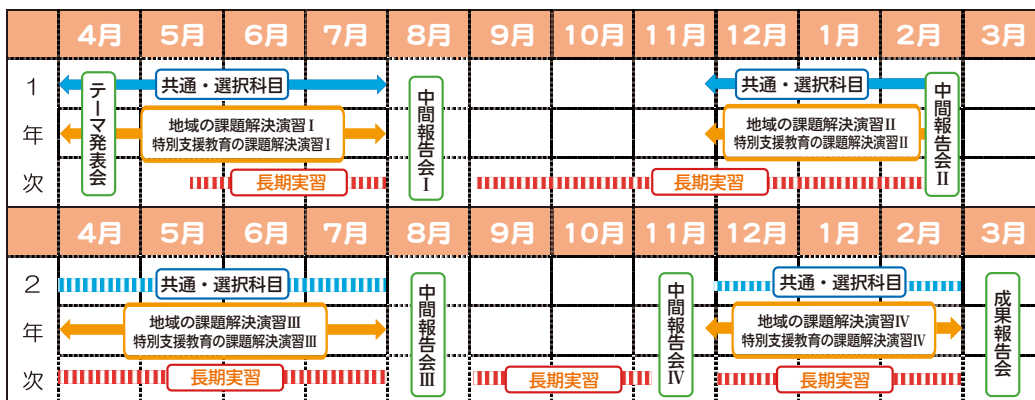 4月 5月 6月 7月 8月 9月 10月 11月 12月 1月 2月 3月
1年次
テーマ発表会
共通・選択科目
地域の課題解決演習Ⅰ
特別支援教育の課題解決演習Ⅰ
長期実習
中間報告会Ⅰ
長期実習
共通・選択科目
地域の課題解決演習Ⅱ
特別支援教育の課題解決演習Ⅱ
中間報告会Ⅱ
4月 5月 6月 7月 8月 9月 10月 11月 12月 1月 2月 3月
2年次
共通・選択科目
地域の課題解決演習Ⅲ
特別支援教育の課題解決演習Ⅲ
長期実習
中間報告会Ⅲ
長期実習
中間報告会Ⅳ
共通・選択科目
地域の課題解決演習Ⅳ
特別支援教育の課題解決演習Ⅳ
長期実習
成果報告会